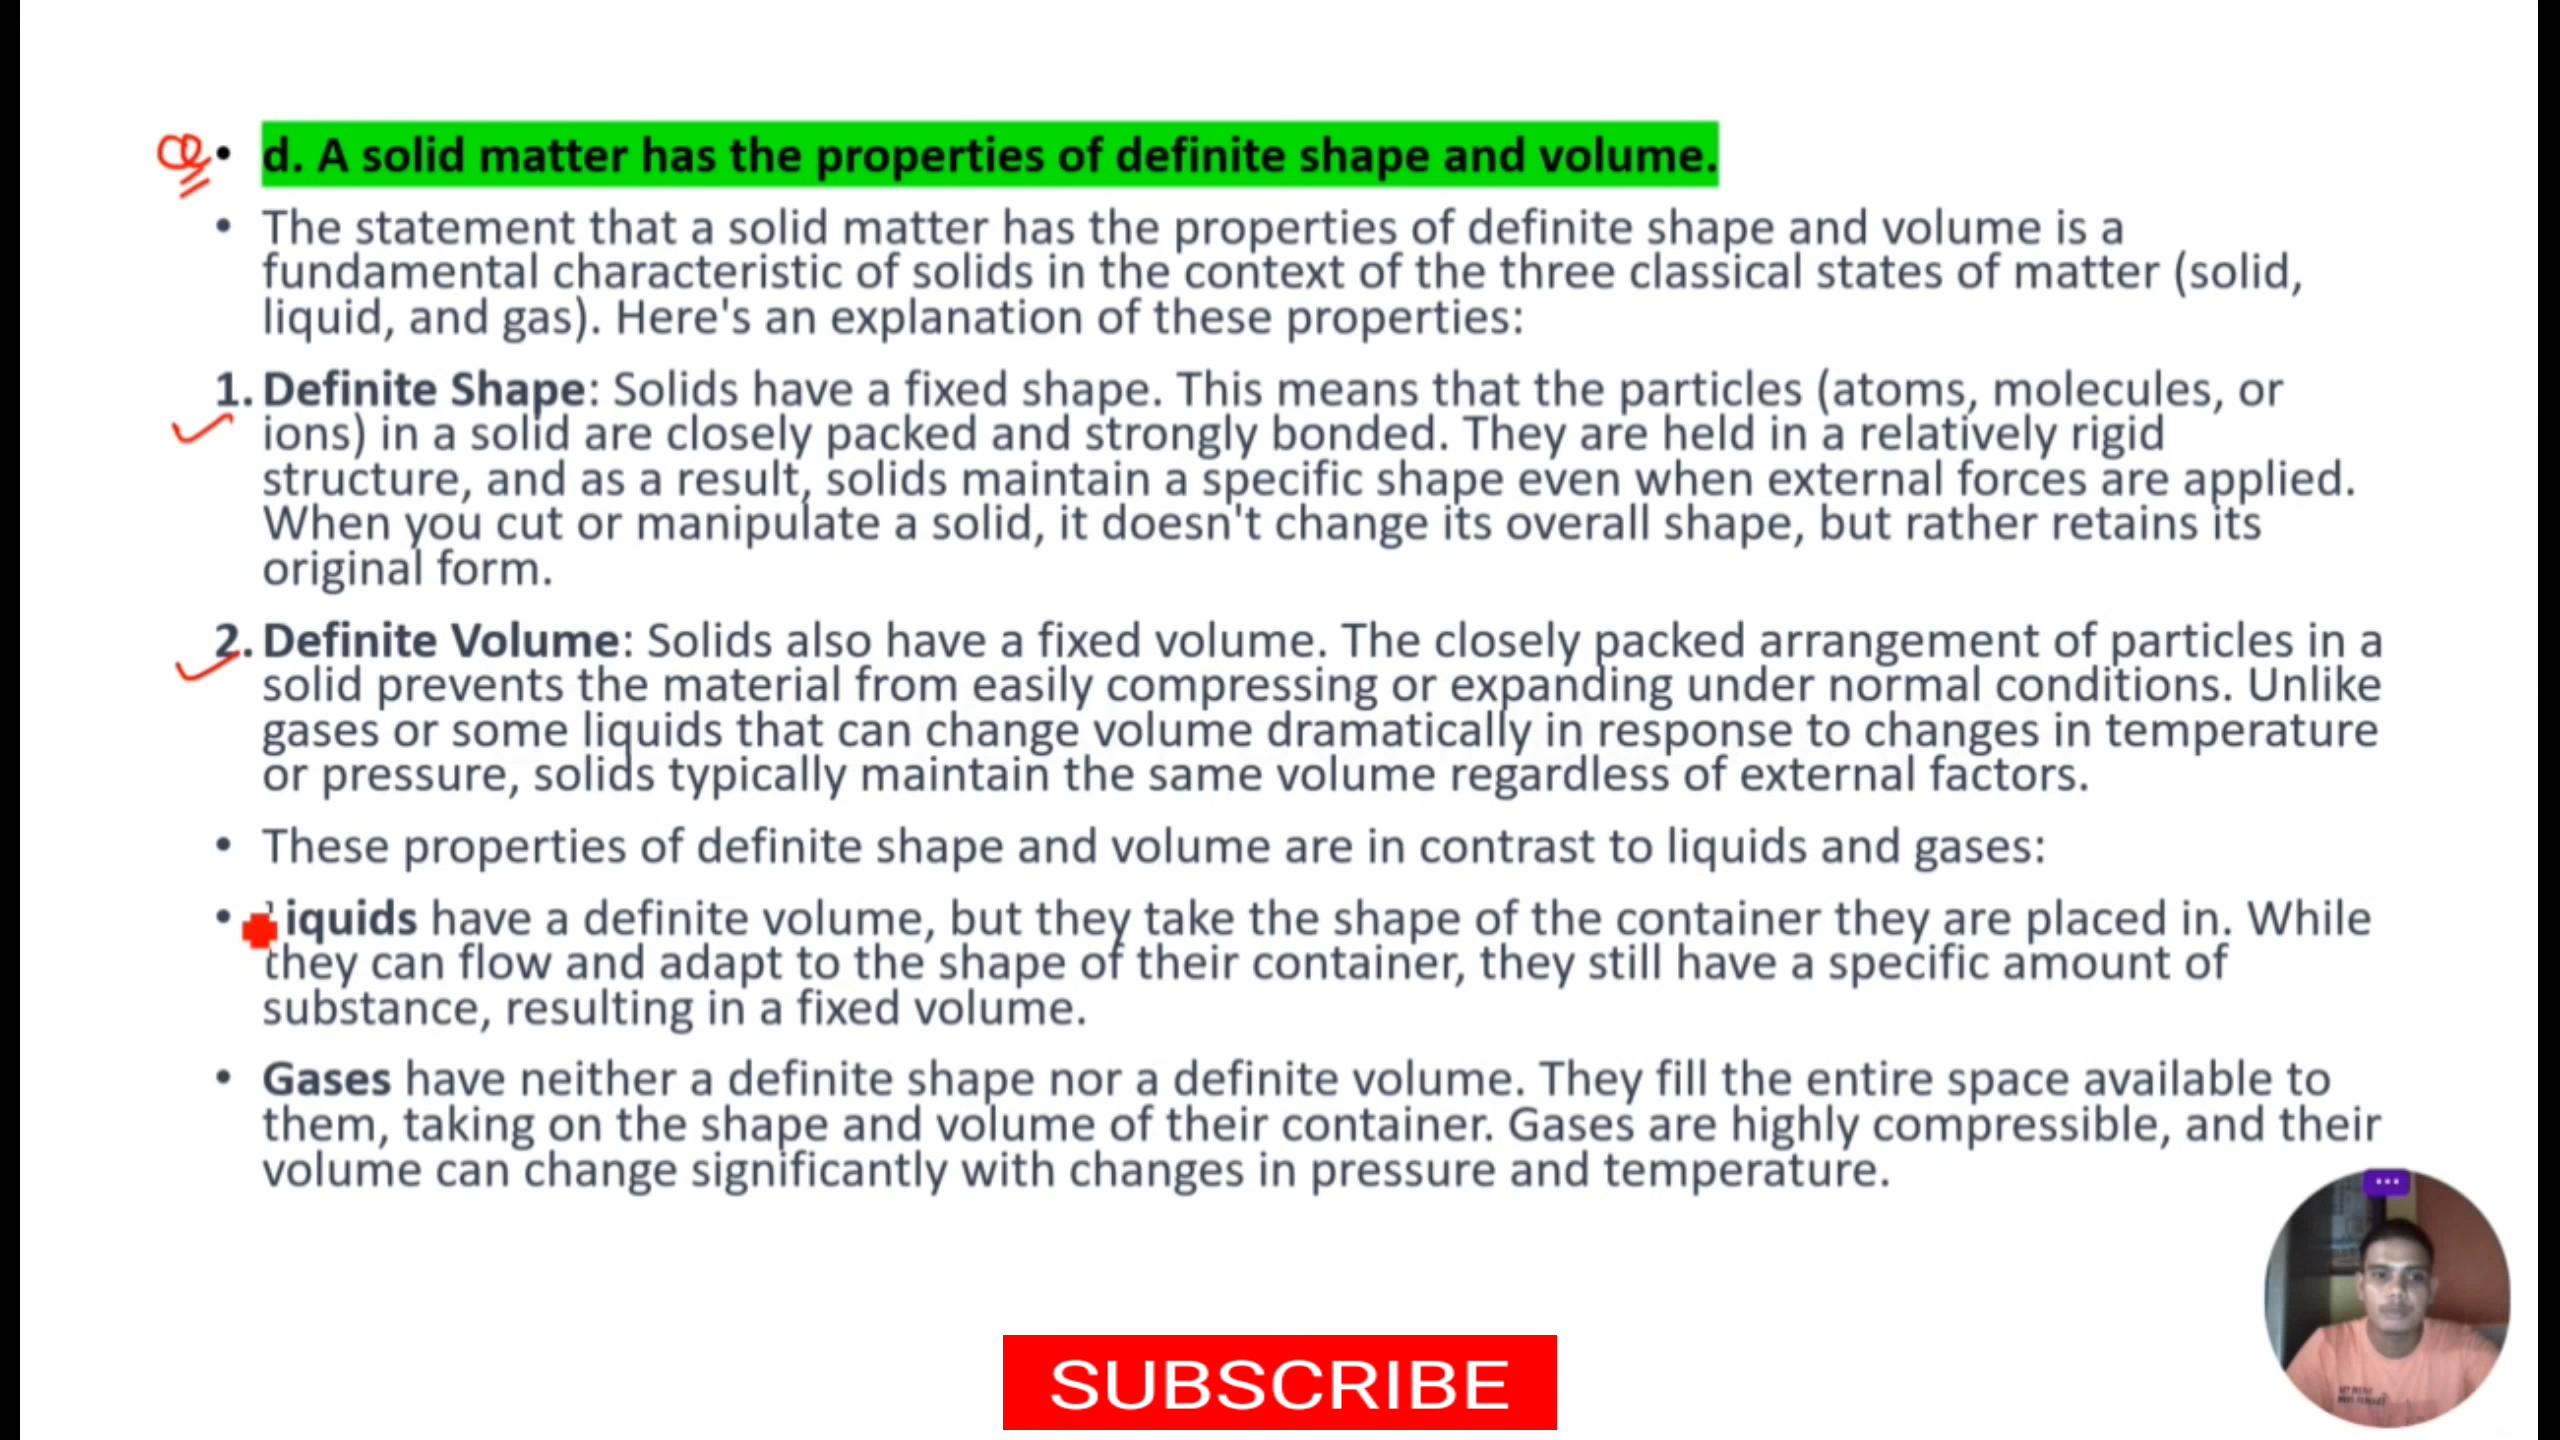 • d. A solid matter has the properties of definite shape and volume.
• The statement that a solid matter has the properties of definite shape and volume is a
fundamental characteristic of solids in the context of the three classical states of matter (solid,
liquid, and gas). Here's an explanation of these properties:
1. Definite Shape: Solids have a fixed shape. This means that the particles (atoms, molecules, or
ions) in a solid are closely packed and strongly bonded. They are held in a relatively rigid
structure, and as a result, solids maintain a specific shape even when external forces are applied.
When you cut or manipulate a solid, it doesn't change its overall shape, but rather retains its
original form.
2. Definite Volume: Solids also have a fixed volume. The closely packed arrangement of particles in a
solid prevents the material from easily compressing or expanding under normal conditions. Unlike
gases or some liquids that can change volume dramatically in response to changes in temperature
or pressure, solids typically maintain the same volume regardless of external factors.
• These properties of definite shape and volume are in contrast to liquids and gases:
• Liquids have a definite volume, but they take the shape of the container they are placed in. While
they can flow and adapt to the shape of their container, they still have a specific amount of
substance, resulting in a fixed volume.
• Gases have neither a definite shape nor a definite volume. They fill the entire space available to
them, taking on the shape and volume of their container. Gases are highly compressible, and their
volume can change significantly with changes in pressure and temperature.
SUBSCRIBE